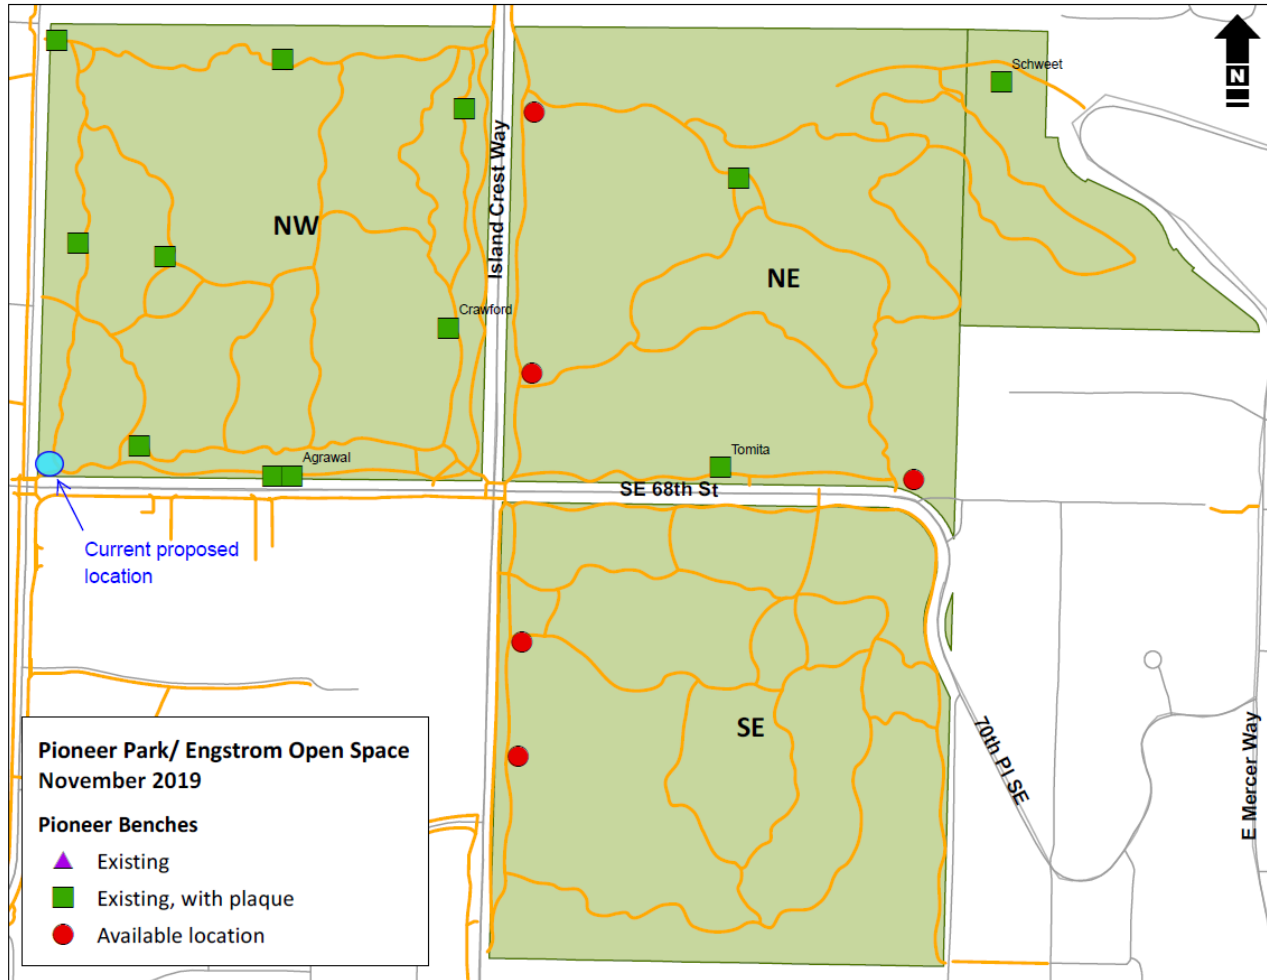 N
Schweet
Island Crest Way
NW
NE
Crawford
Agrawal
Tomita
SE 68th St
Current proposed
location
SE
70th Pl SE
E Mercer Way
Pioneer Park/ Engstrom Open Space
November 2019
Pioneer Benches
Existing
Existing, with plaque
Available location